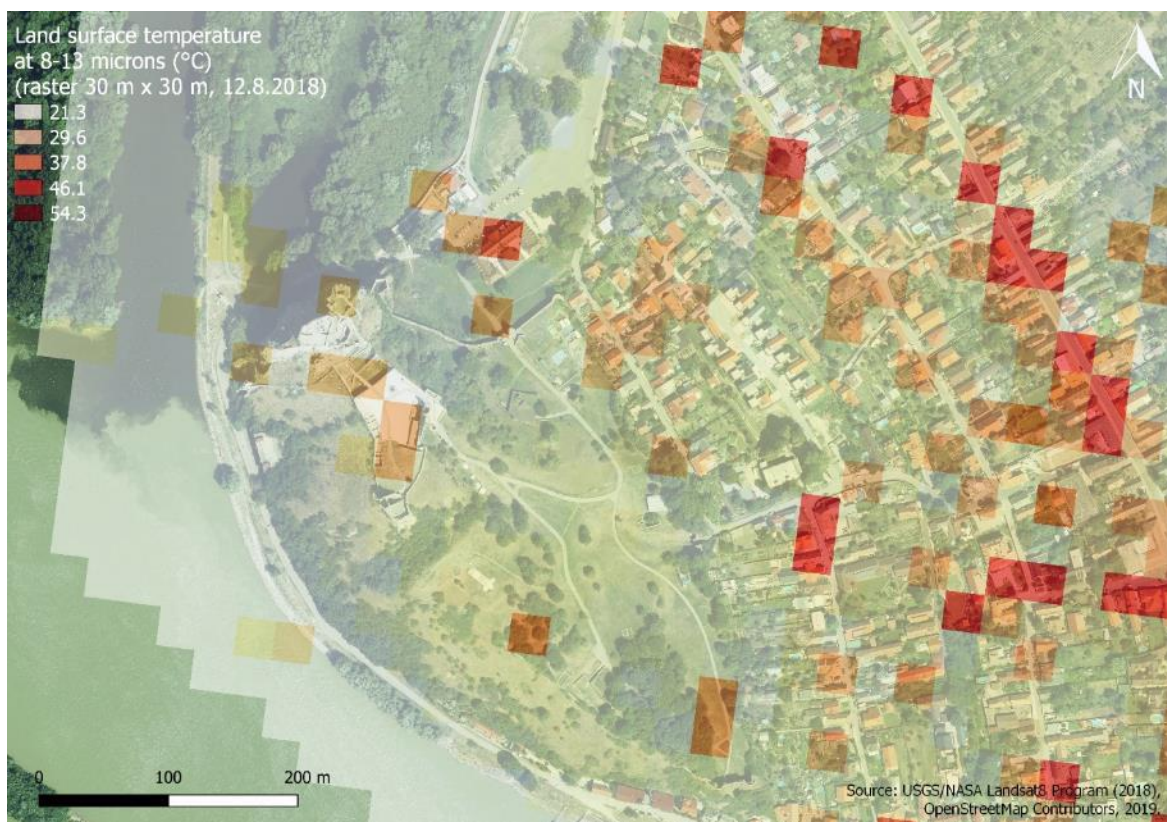 Land surface temperature
at 8-13 microns (°C)
(raster 30 m x 30 m, 12.8.2018)
21.3
29.6
37.8
46.1
54.3
N
0 100 200 m
Source: USGS/NASA Landsat8 Program (2018),
OpenStreetMap Contributors, 2019.